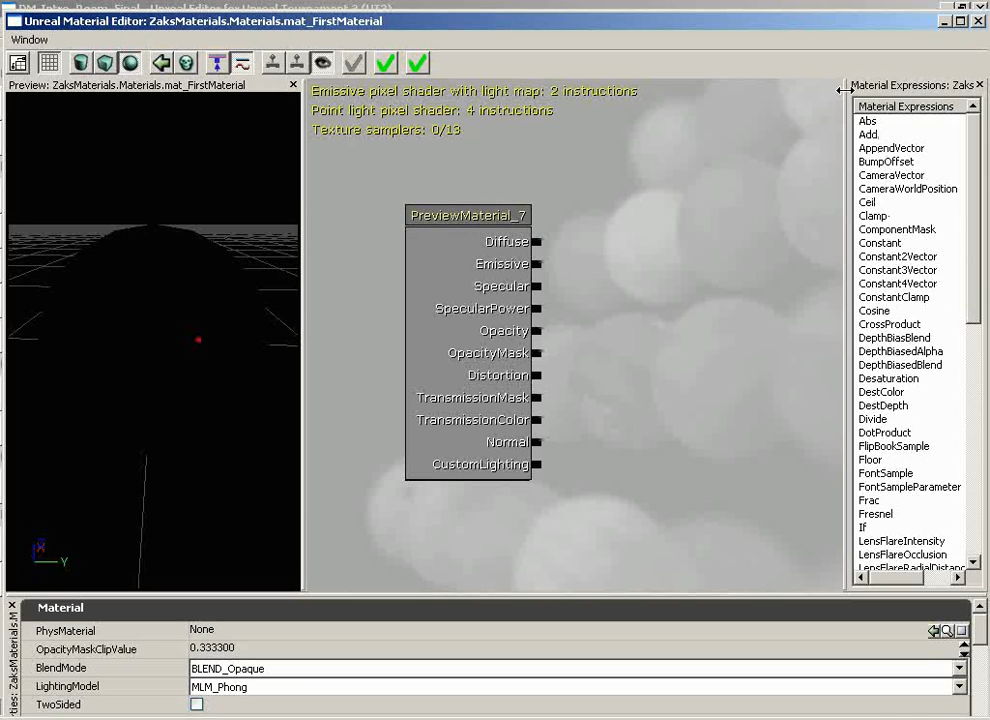 Unreal Material Editor: ZaksMaterials.Materials.mat_FirstMaterial
Window
Preview: ZaksMaterials.Materials.mat_FirstMaterial
Emissive pixel shader with light map: 2 instructions
Point light pixel shader: 4 instructions
Texture samplers: 0/13
PreviewMaterial_7
Diffuse
Emissive
Specular
SpecularPower
Opacity
OpacityMask
Distortion
TransmissionMask
TransmissionColor
Normal
CustomLighting
X
Y
Material Expressions: Zaks
Material Expressions
Abs
Add
AppendVector
BumpOffset
CameraVector
CameraWorldPosition
Ceil
Clamp
ComponentMask
Constant
Constant2Vector
Constant3Vector
Constant4Vector
ConstantClamp
Cosine
CrossProduct
DepthBiasBlend
DepthBiasedAlpha
DepthBiasedBlend
Desaturation
DestColor
DestDepth
Divide
DotProduct
FlipBookSample
Floor
FontSample
FontSampleParameter
Frac
Fresnel
If
LensFlareIntensity
LensFlareOcclusion
LensFlareRadialDistanc
Material
PhysMaterial None
OpacityMaskClipValue 0.333300
BlendMode BLEND_Opaque
LightingModel MLM_Phong
TwoSided
ties: ZaksMaterials.M